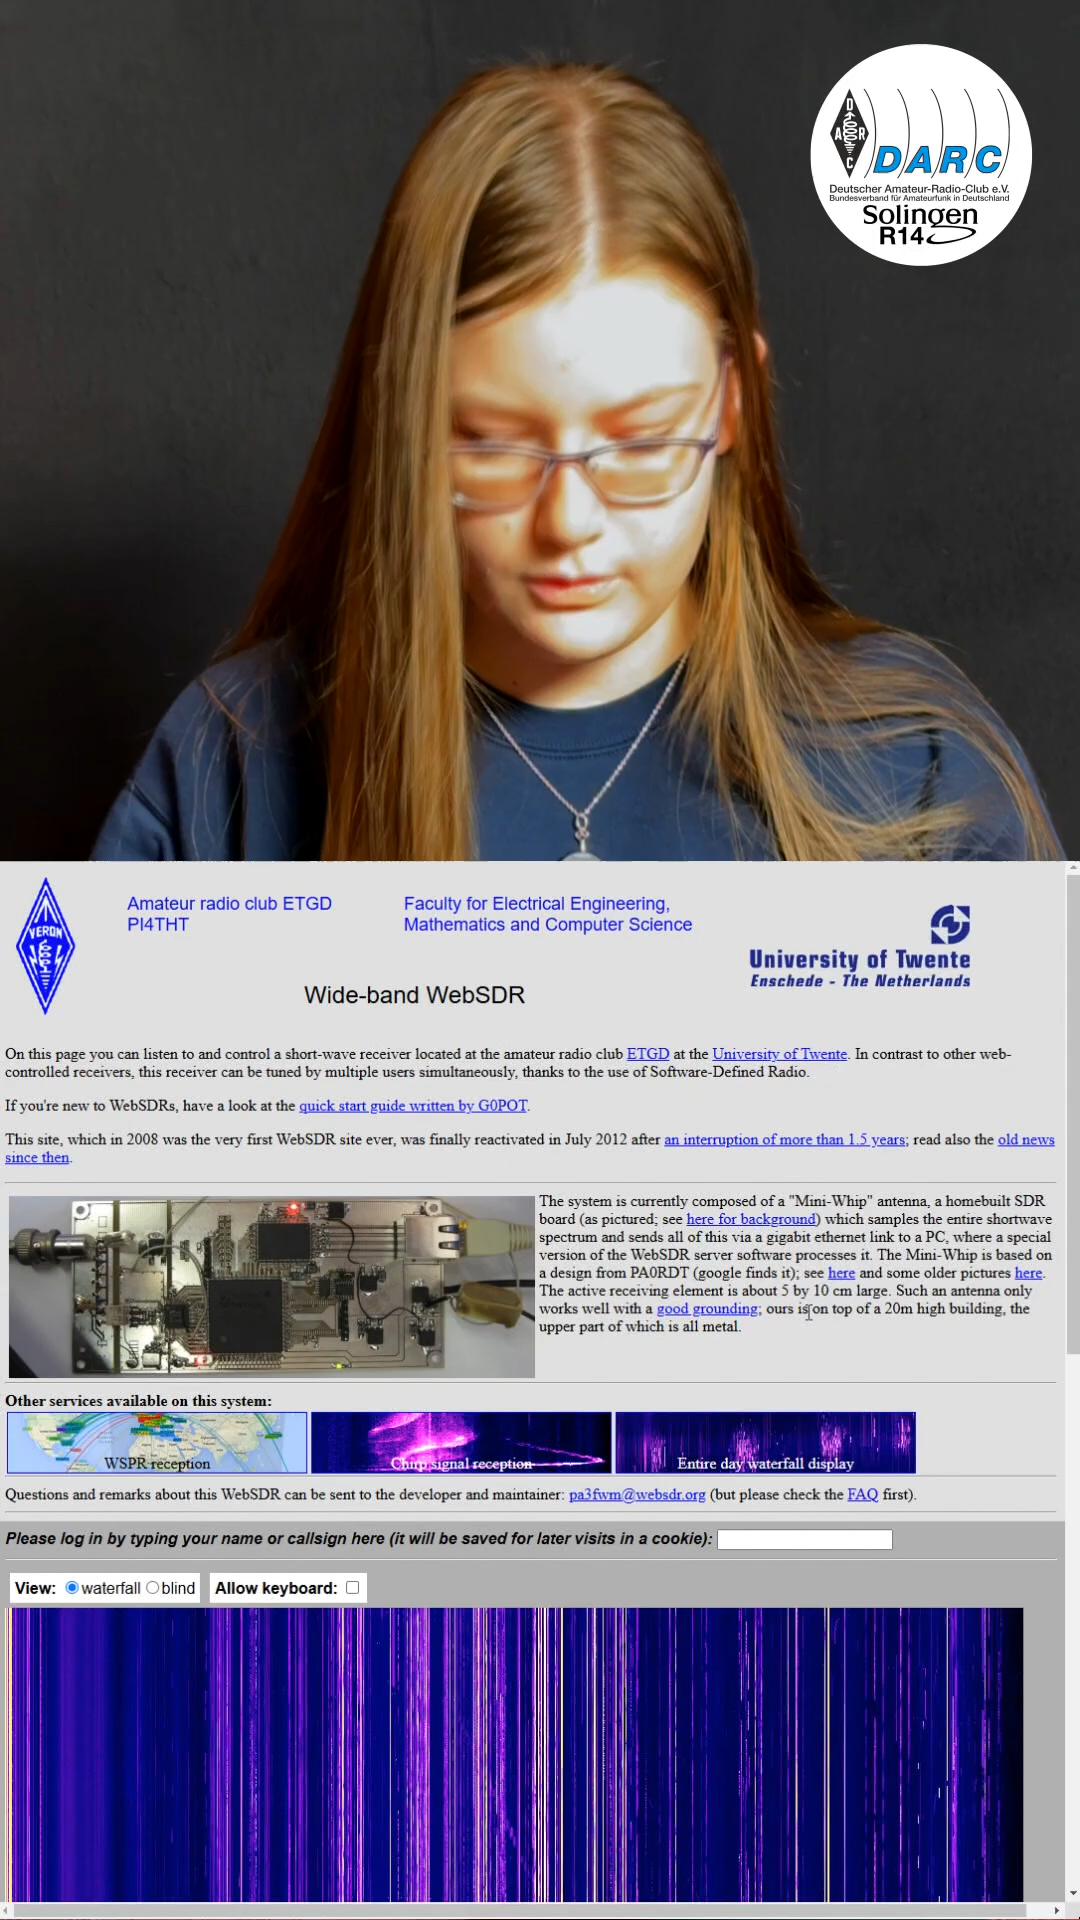 D
A R
C
DARC
Deutscher Amateur-Radio-Club e.V.
Bundesverband für Amateurfunk in Deutschland
Solingen
R14
VERON
Amateur radio club ETGD
PI4THT
Faculty for Electrical Engineering,
Mathematics and Computer Science
University of Twente
Enschede - The Netherlands
Wide-band WebSDR
On this page you can listen to and control a short-wave receiver located at the amateur radio club ETGD at the University of Twente. In contrast to other web-
controlled receivers, this receiver can be tuned by multiple users simultaneously, thanks to the use of Software-Defined Radio.
If you're new to WebSDRs, have a look at the quick start guide written by G0POT.
This site, which in 2008 was the very first WebSDR site ever, was finally reactivated in July 2012 after an interruption of more than 1.5 years; read also the old news
since then.
The system is currently composed of a "Mini-Whip" antenna, a homebuilt SDR
board (as pictured; see here for background) which samples the entire shortwave
spectrum and sends all of this via a gigabit ethernet link to a PC, where a special
version of the WebSDR server software processes it. The Mini-Whip is based on
a design from PA0RDT (google finds it); see here and some older pictures here.
The active receiving element is about 5 by 10 cm large. Such an antenna only
works well with a good grounding; ours is on top of a 20m high building, the
upper part of which is all metal.
Other services available on this system:
WSPR reception
Chirp signal reception
Entire day waterfall display
Questions and remarks about this WebSDR can be sent to the developer and maintainer: pa3fwm@websdr.org (but please check the FAQ first).
Please log in by typing your name or callsign here (it will be saved for later visits in a cookie):
View: waterfall blind Allow keyboard: